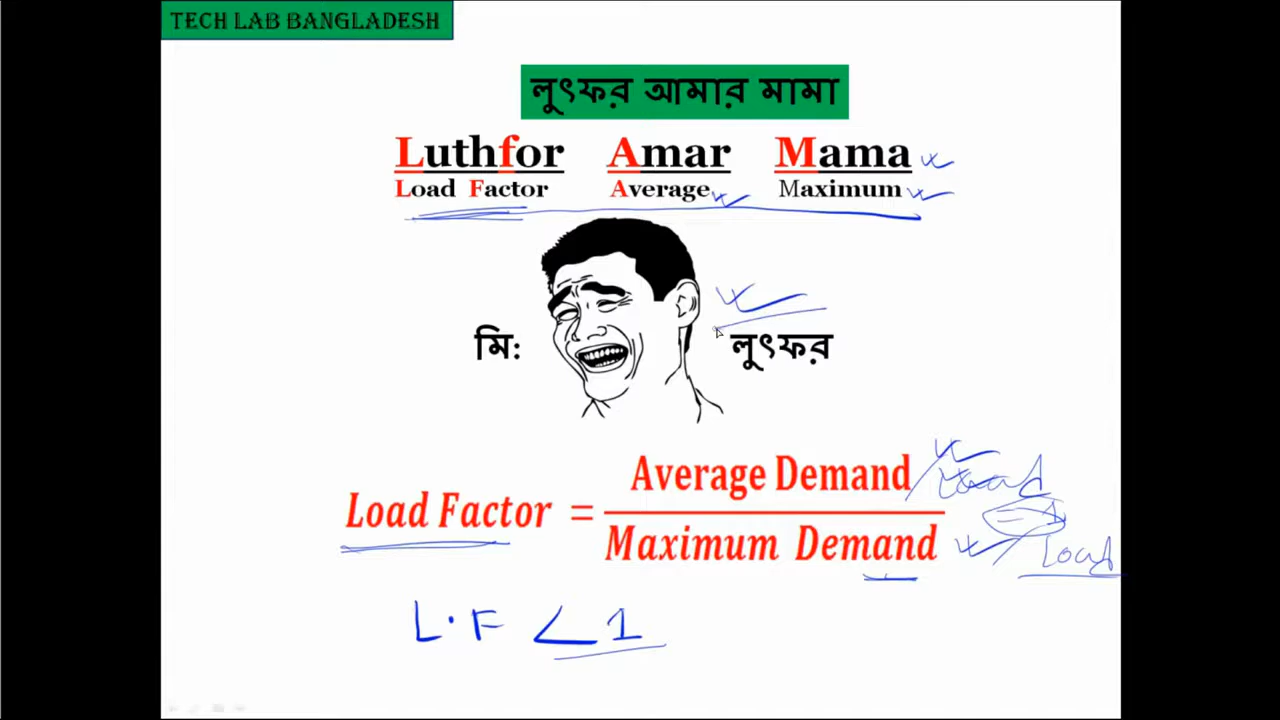 TECH LAB BANGLADESH
লুৎফর আমার মামা
Luthfor Amar Mama
Load Factor Average Maximum
মি: লুৎফর
Load Factor = Average Demand / Maximum Demand
Load
L.F < 1